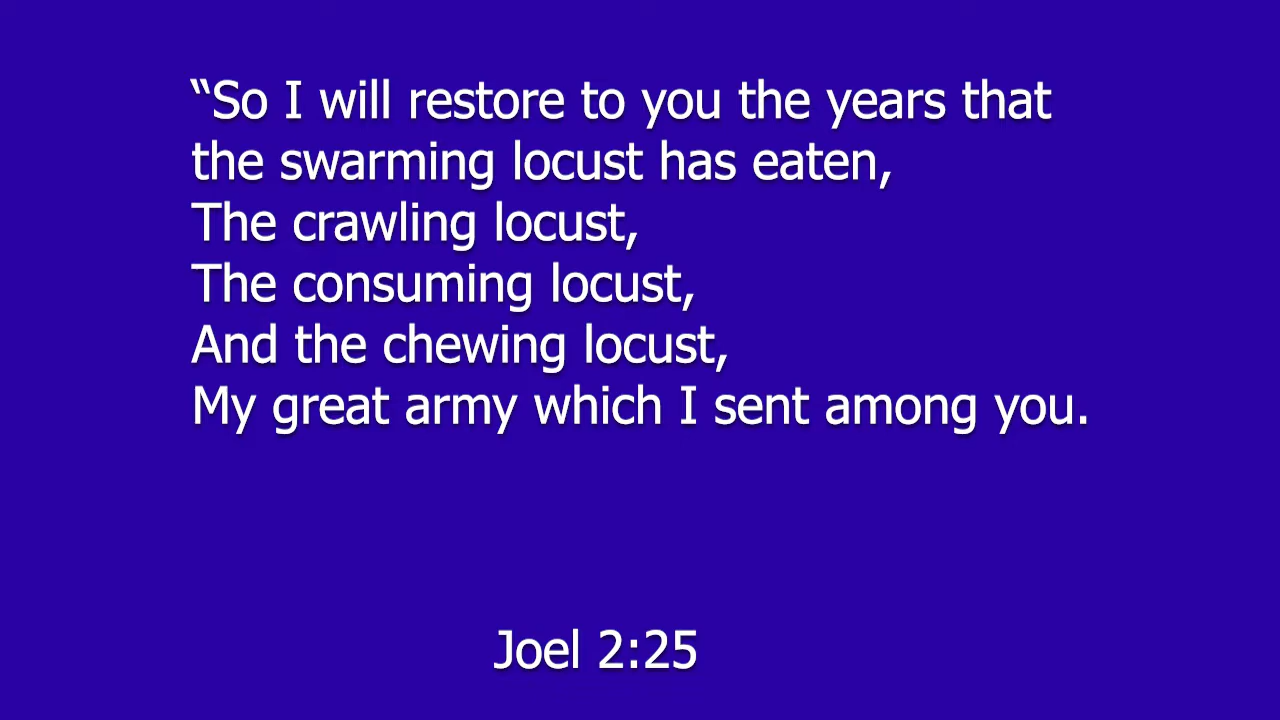 “So I will restore to you the years that
the swarming locust has eaten,
The crawling locust,
The consuming locust,
And the chewing locust,
My great army which I sent among you.
Joel 2:25